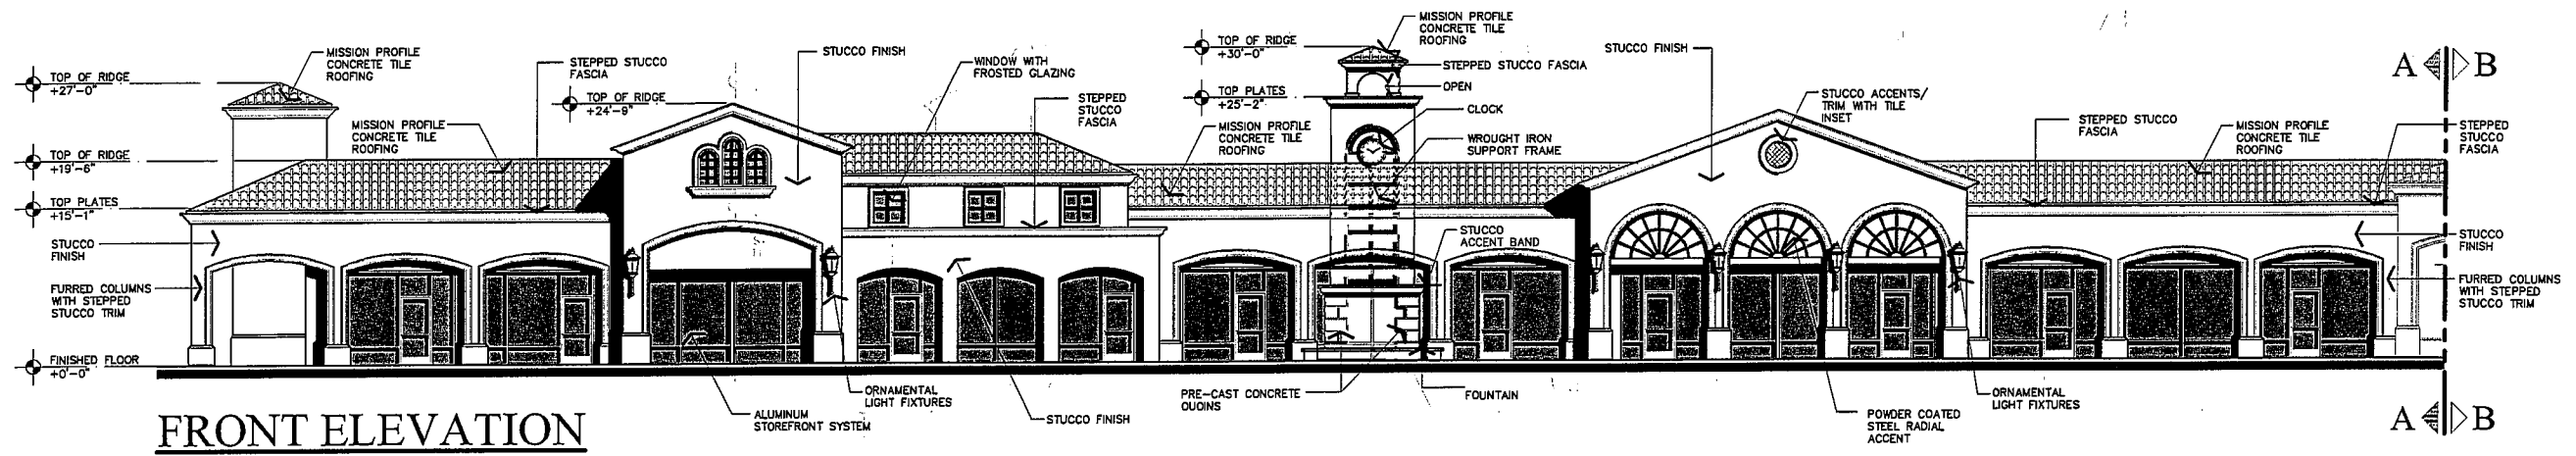 MISSION PROFILE
CONCRETE TILE
ROOFING
TOP OF RIDGE
+27'-0"
MISSION PROFILE
CONCRETE TILE
ROOFING
TOP OF RIDGE
+19'-6"
TOP PLATES
+15'-1"
STUCCO
FINISH
FURRED COLUMNS
WITH STEPPED
STUCCO TRIM
FINISHED FLOOR
+0'-0"
STEPPED STUCCO
FASCIA
TOP OF RIDGE
+24'-9"
STUCCO FINISH
WINDOW WITH
FROSTED GLAZING
STEPPED
STUCCO
FASCIA
TOP OF RIDGE
+30'-0"
TOP PLATES
+25'-2"
MISSION PROFILE
CONCRETE TILE
ROOFING
MISSION PROFILE
CONCRETE TILE
ROOFING
STEPPED STUCCO FASCIA
OPEN
CLOCK
WROUGHT IRON
SUPPORT FRAME
STUCCO
ACCENT BAND
STUCCO FINISH
STUCCO ACCENTS/
TRIM WITH TILE
INSET
STEPPED STUCCO
FASCIA
MISSION PROFILE
CONCRETE TILE
ROOFING
STEPPED
STUCCO
FASCIA
STUCCO
FINISH
FURRED COLUMNS
WITH STEPPED
STUCCO TRIM
A B
ALUMINUM
STOREFRONT SYSTEM
ORNAMENTAL
LIGHT FIXTURES
STUCCO FINISH
PRE-CAST CONCRETE
QUOINS
FOUNTAIN
POWDER COATED
STEEL RADIAL
ACCENT
ORNAMENTAL
LIGHT FIXTURES
A B
FRONT ELEVATION